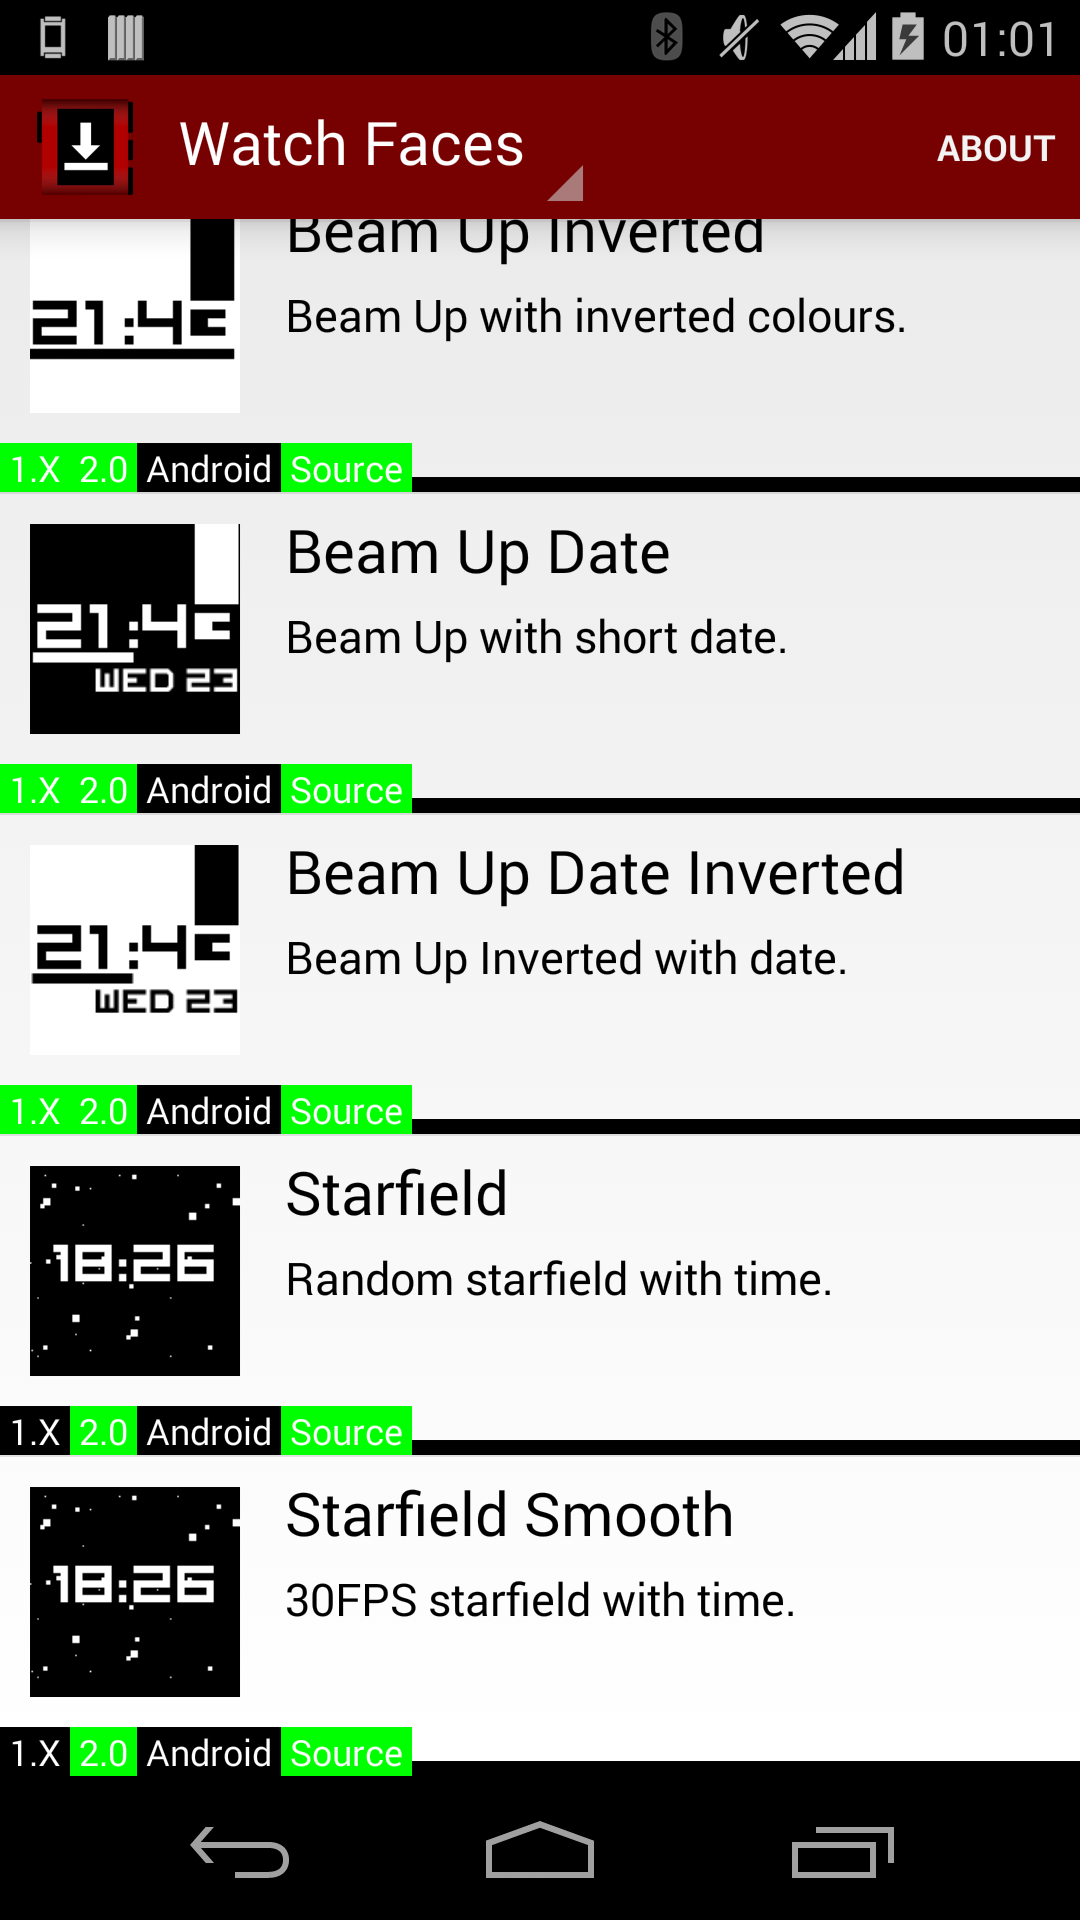 01:01
Watch Faces
ABOUT
Beam Up Inverted
Beam Up with inverted colours.
21:4
1.X 2.0 Android Source
Beam Up Date
Beam Up with short date.
21:4
WED 23
1.X 2.0 Android Source
Beam Up Date Inverted
Beam Up Inverted with date.
21:4
WED 23
1.X 2.0 Android Source
Starfield
18:26
Random starfield with time.
1.X 2.0 Android Source
Starfield Smooth
18:26
30FPS starfield with time.
1.X 2.0 Android Source